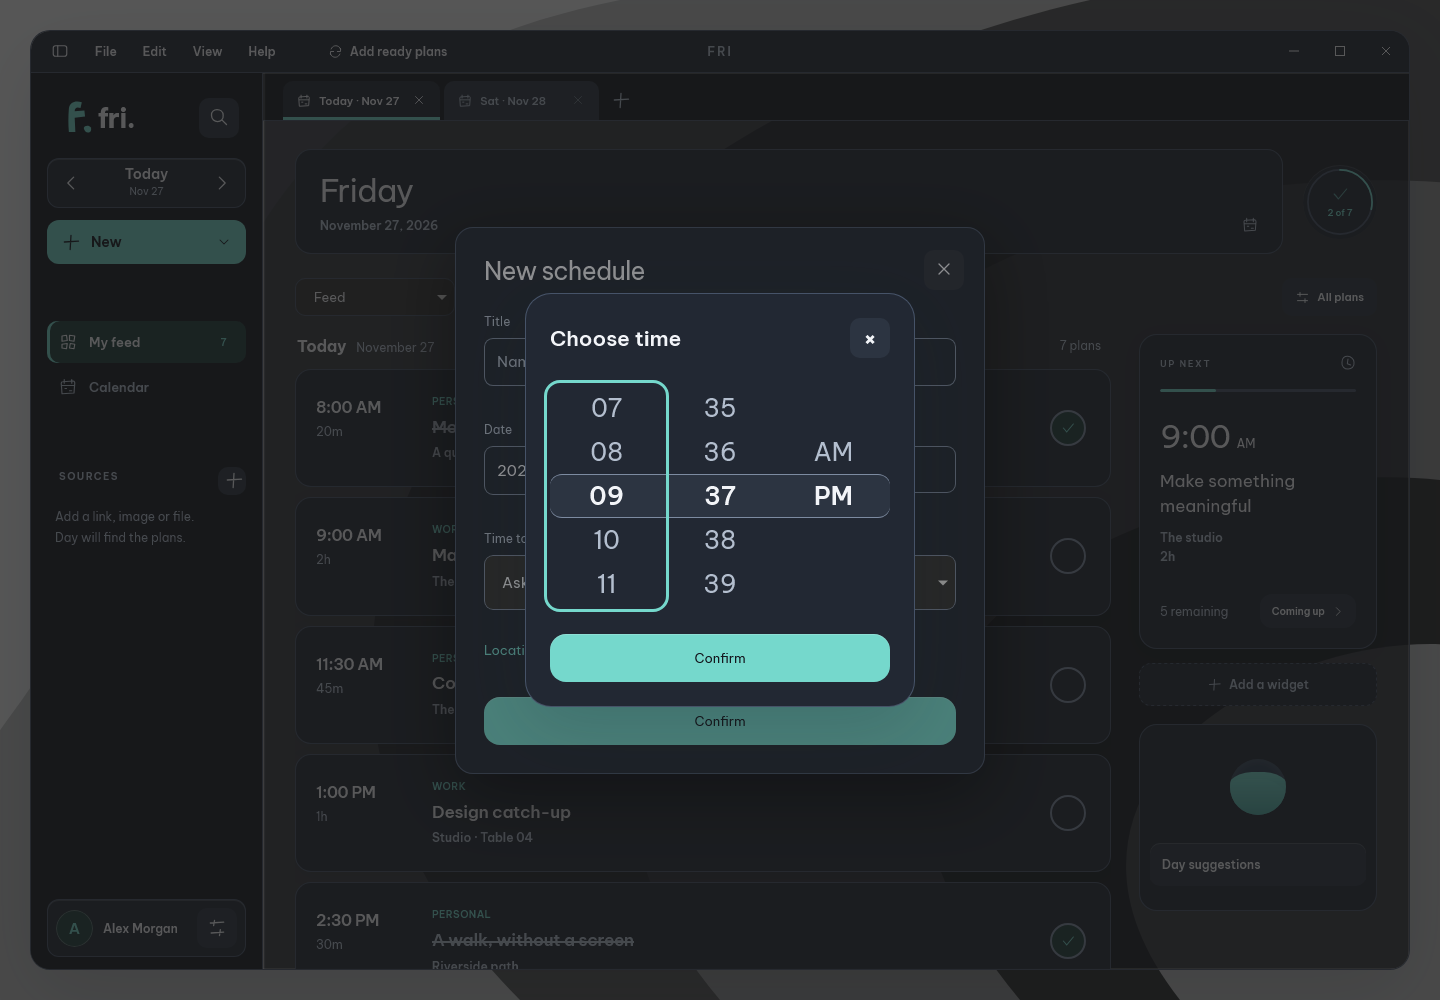 File Edit View Help Add ready plans FRI
fri.
Today · Nov 27 Sat · Nov 28
Today
Nov 27
New
My feed 7
Calendar
SOURCES
Add a link, image or file.
Day will find the plans.
A Alex Morgan
Friday
November 27, 2026
2 of 7
Feed
All plans
Today November 27
7 plans
8:00 AM
20m
9:00 AM
2h
11:30 AM
45m
1:00 PM
1h
WORK
Design catch-up
Studio · Table 04
2:30 PM
30m
PERSONAL
A walk, without a screen
Riverside path
New schedule
Title
Date
Confirm
Choose time
07 35
08 36 AM
09 37 PM
10 38
11 39
Confirm
UP NEXT
9:00 AM
Make something
meaningful
The studio
2h
5 remaining Coming up
Add a widget
Day suggestions